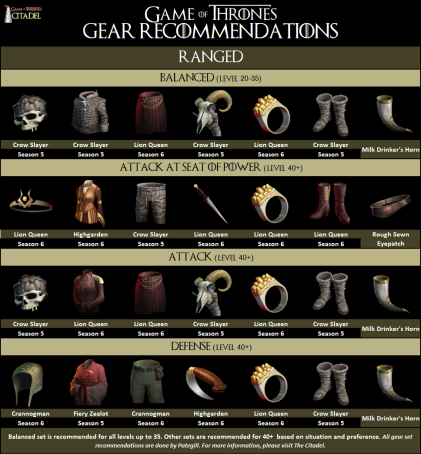 GAME OF THRONES
CITADEL
GAME OF THRONES
GEAR RECOMMENDATIONS
RANGED
BALANCED (LEVEL 20-35)
Crow Slayer Crow Slayer Lion Queen Crow Slayer Lion Queen Crow Slayer Milk Drinker's Horn
Season 5 Season 5 Season 6 Season 5 Season 6 Season 5
ATTACK AT SEAT OF POWER (LEVEL 40+)
Lion Queen Highgarden Crow Slayer Lion Queen Lion Queen Lion Queen Rough Sewn
Season 6 Season 6 Season 5 Season 6 Season 6 Season 6 Eyepatch
ATTACK (LEVEL 40+)
Crow Slayer Lion Queen Lion Queen Crow Slayer Lion Queen Crow Slayer Milk Drinker's Horn
Season 5 Season 6 Season 6 Season 5 Season 6 Season 5
DEFENSE (LEVEL 40+)
Crannogman Fiery Zealot Crannogman Highgarden Lion Queen Crow Slayer Milk Drinker's Horn
Season 6 Season 6 Season 6 Season 6 Season 6 Season 5
Balanced set is recommended for all levels up to 35. Other sets are recommended for 40+ based on situation and preference. All gear set
recommendations are done by Pategill. For more information, please visit The Citadel.